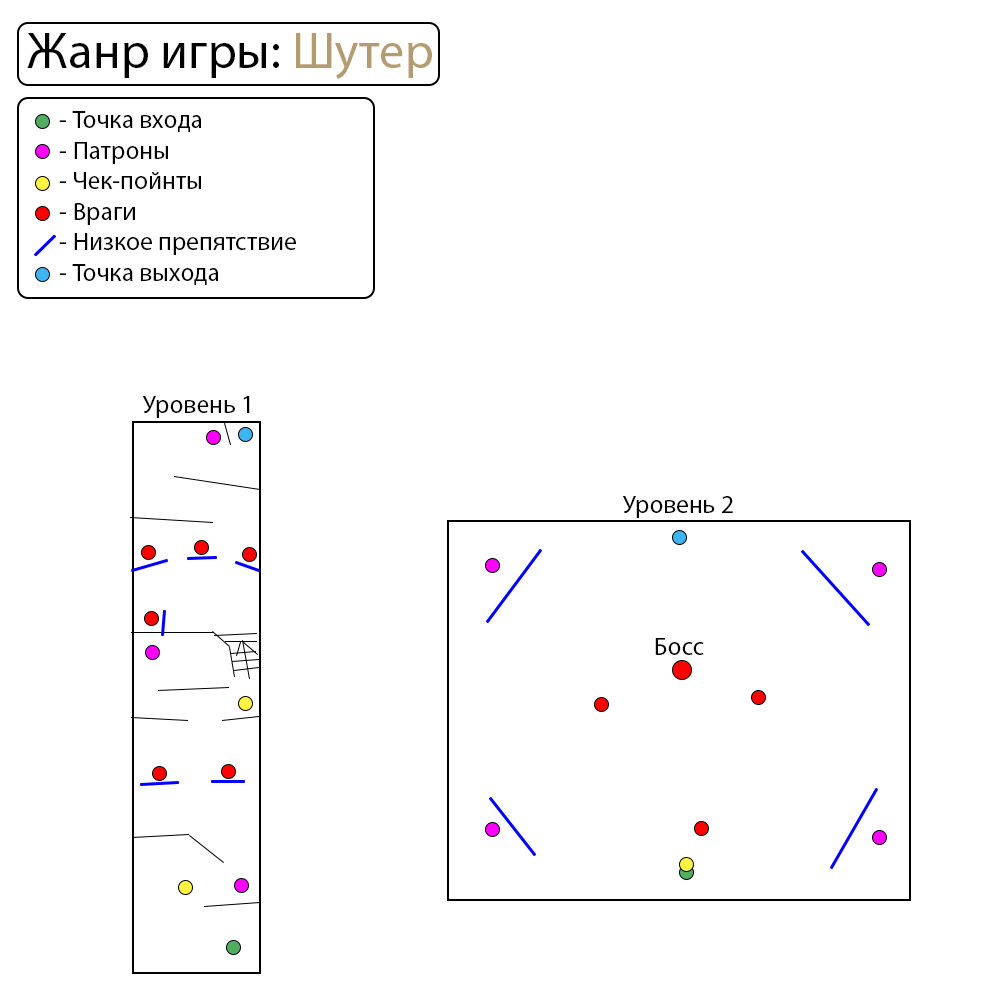 Жанр игры: Шутер
- Точка входа
- Патроны
- Чек-пойнты
- Враги
- Низкое препятствие
- Точка выхода
Уровень 1
Уровень 2
Босс